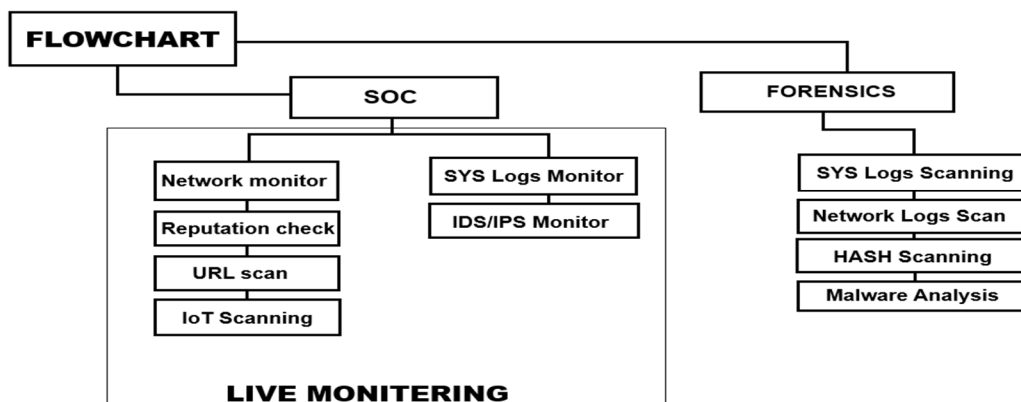 FLOWCHART
SOC
FORENSICS
Network monitor
Reputation check
URL scan
IoT Scanning
SYS Logs Monitor
IDS/IPS Monitor
SYS Logs Scanning
Network Logs Scan
HASH Scanning
Malware Analysis
LIVE MONITERING